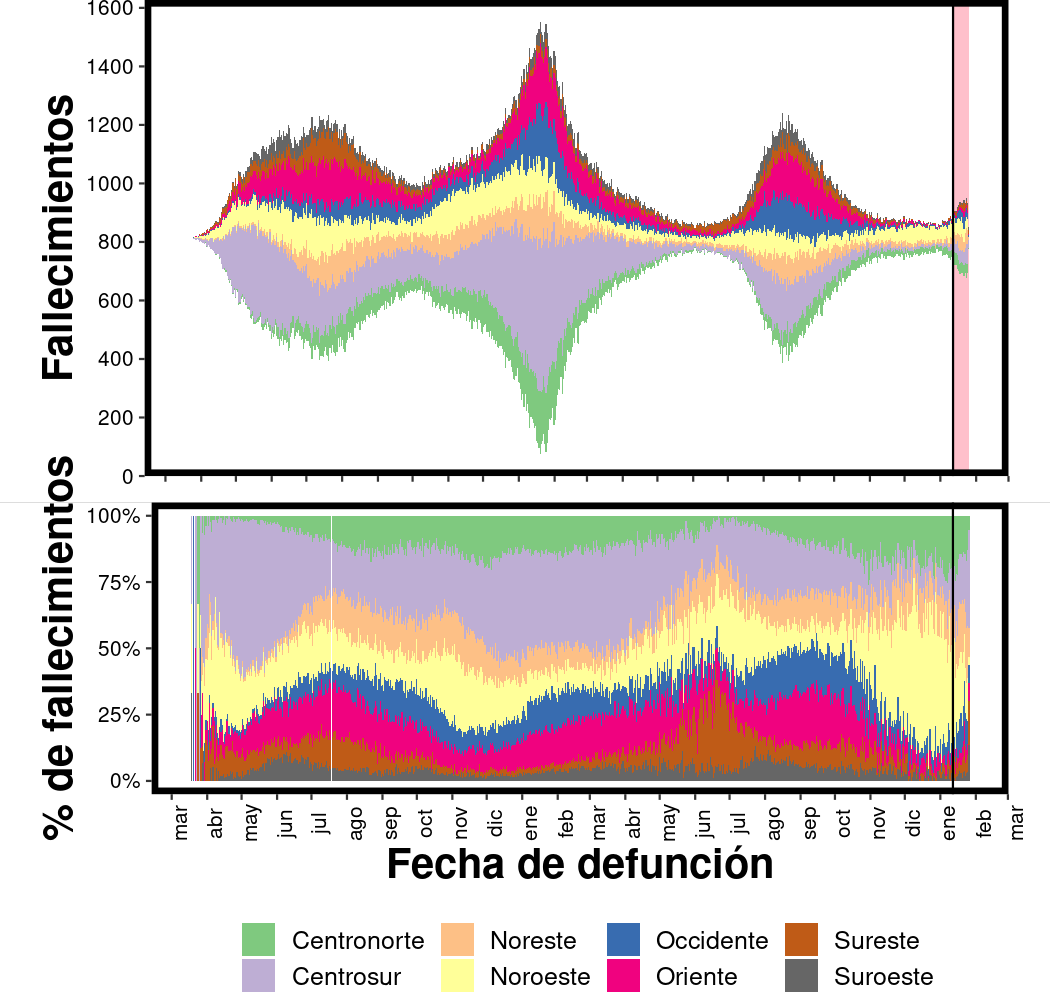 Fallecimientos
1600
1400
1200
1000
800
600
400
200
0
% de fallecimientos
100%
75%
50%
25%
0%
mar abr may jun jul ago sep oct nov dic ene feb mar abr may jun jul ago sep oct nov dic ene feb mar
Fecha de defunción
Centronorte Noreste Occidente Sureste
Centrosur Noroeste Oriente Suroeste